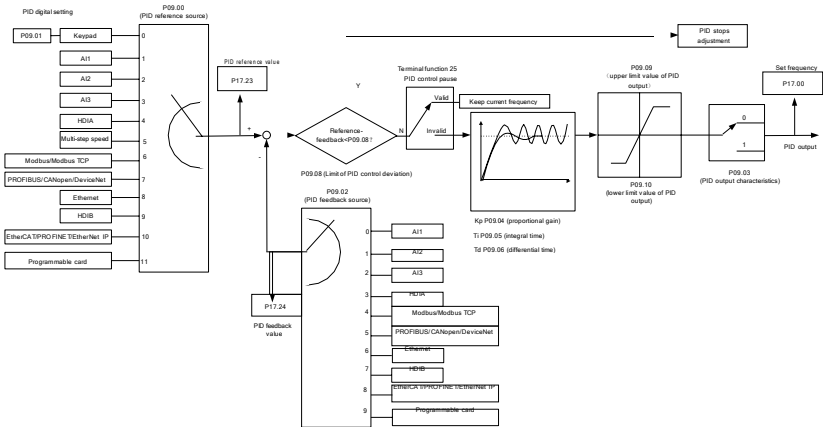 PID digital setting
P09.00
(PID reference source)
P09.01
Keypad
0
AI1
1
AI2
2
AI3
3
HDIA
4
Multi-step speed
5
Modbus/Modbus TCP
6
PROFIBUS/CANopen/DeviceNet
7
Ethernet
8
HDIB
9
EtherCAT/PROFINET/EtherNet IP
10
Programmable card
11
PID reference value
P17.23
+
-
Y
Reference-
feedback<P09.08?
N
P09.08 (Limit of PID control deviation)
Terminal function 25
PID control pause
Valid
Invalid
Keep current frequency
PID stops
adjustment
Kp P09.04 (proportional gain)
Ti P09.05 (integral time)
Td P09.06 (differential time)
P09.09
(upper limit value of PID
output)
P09.10
(lower limit value of PID
output)
0
1
P09.03
(PID output characteristics)
Set frequency
P17.00
PID output
P09.02
(PID feedback source)
P17.24
PID feedback
value
0
AI1
1
AI2
2
AI3
3
HDIA
4
Modbus/Modbus TCP
5
PROFIBUS/CANopen/DeviceNet
6
Ethernet
7
HDIB
8
EtherCAT/PROFINET/EtherNet IP
9
Programmable card